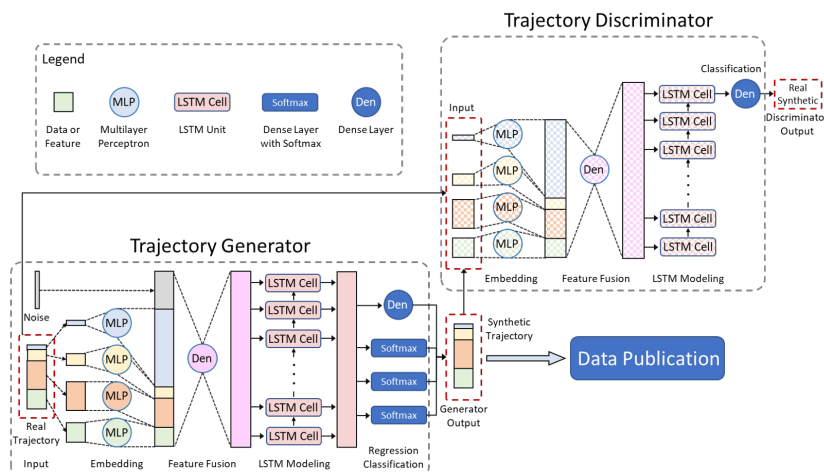 Trajectory Discriminator
Legend
MLP
LSTM Cell
Softmax
Den
Data or
Feature
Multilayer
Perceptron
LSTM Unit
Dense Layer
with Softmax
Dense Layer
Input
MLP
MLP
MLP
MLP
Den
LSTM Cell
LSTM Cell
LSTM Cell
LSTM Cell
LSTM Cell
Classification
Den
Real
Synthetic
Discriminator
Output
Embedding
Feature Fusion
LSTM Modeling
Trajectory Generator
Noise
Real
Trajectory
MLP
MLP
MLP
MLP
Den
LSTM Cell
LSTM Cell
LSTM Cell
LSTM Cell
LSTM Cell
Den
Softmax
Softmax
Softmax
Input
Embedding
Feature Fusion
LSTM Modeling
Regression
Classification
Synthetic
Trajectory
Generator
Output
Data Publication